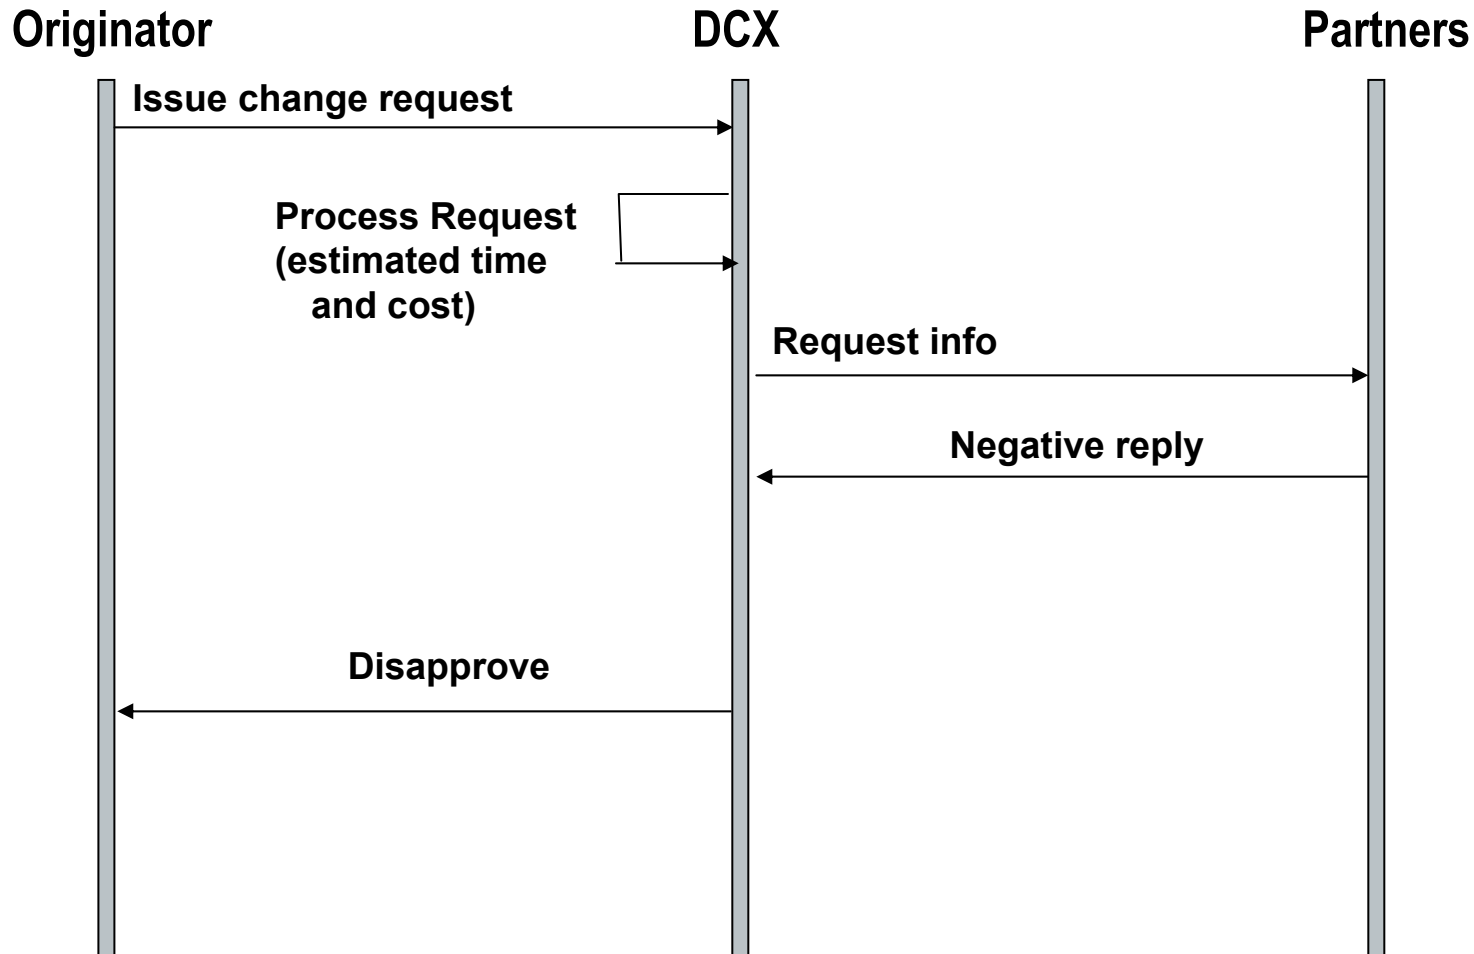 Originator
DCX
Partners
Issue change request
Process Request
(estimated time
and cost)
Request info
Negative reply
Disapprove